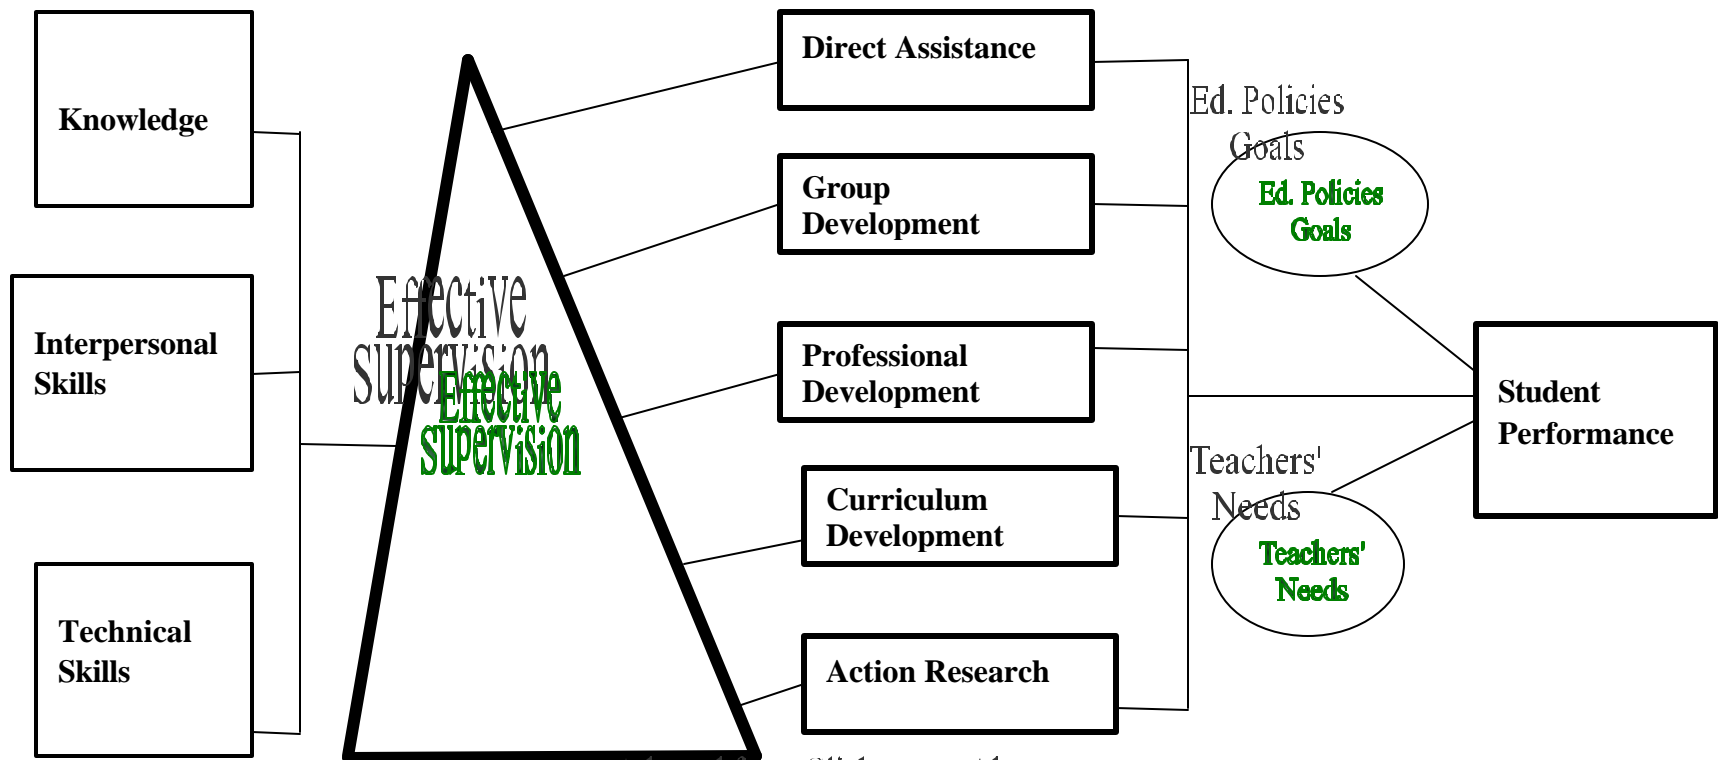 Knowledge
Interpersonal
Skills
Technical
Skills
Effective
supervision
Effective
supervision
Direct Assistance
Group
Development
Professional
Development
Curriculum
Development
Action Research
Ed. Policies
Goals
Ed. Policies
Goals
Teachers'
Needs
Teachers'
Needs
Student
Performance